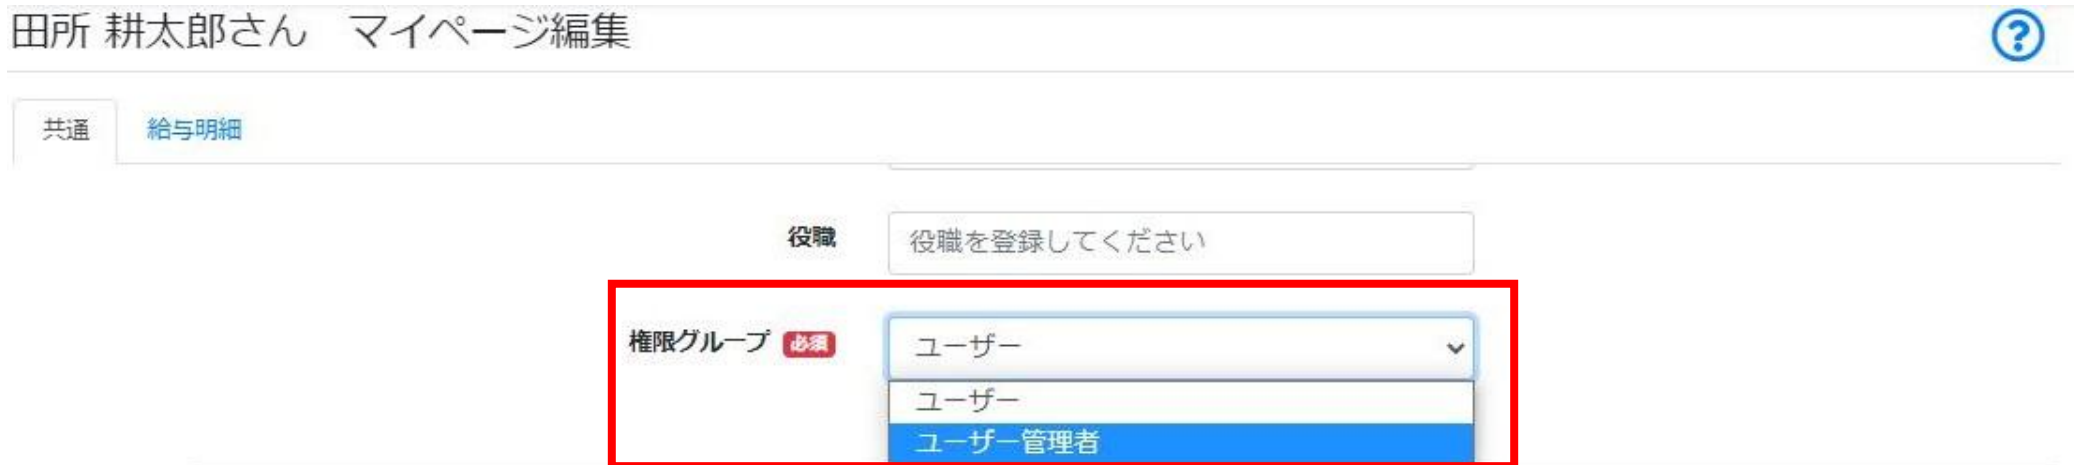 田所 耕太郎さん　マイページ編集
?
共通 給与明細
役職 役職を登録してください
権限グループ 必須 ユーザー
ユーザー
ユーザー管理者